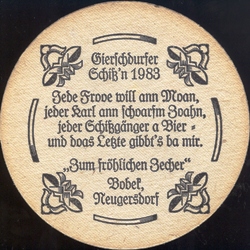 Gierschdurfer
Schiß'n 1983
Jede Frove will ann Moan,
jeder Karl ann schoarfm Zoahn,
jeder Schißgänger a Bier -
und doas Letzte gibbt's ba mir.
„Zum fröhlichen Zecher"
Bobek,
Neugersdorf